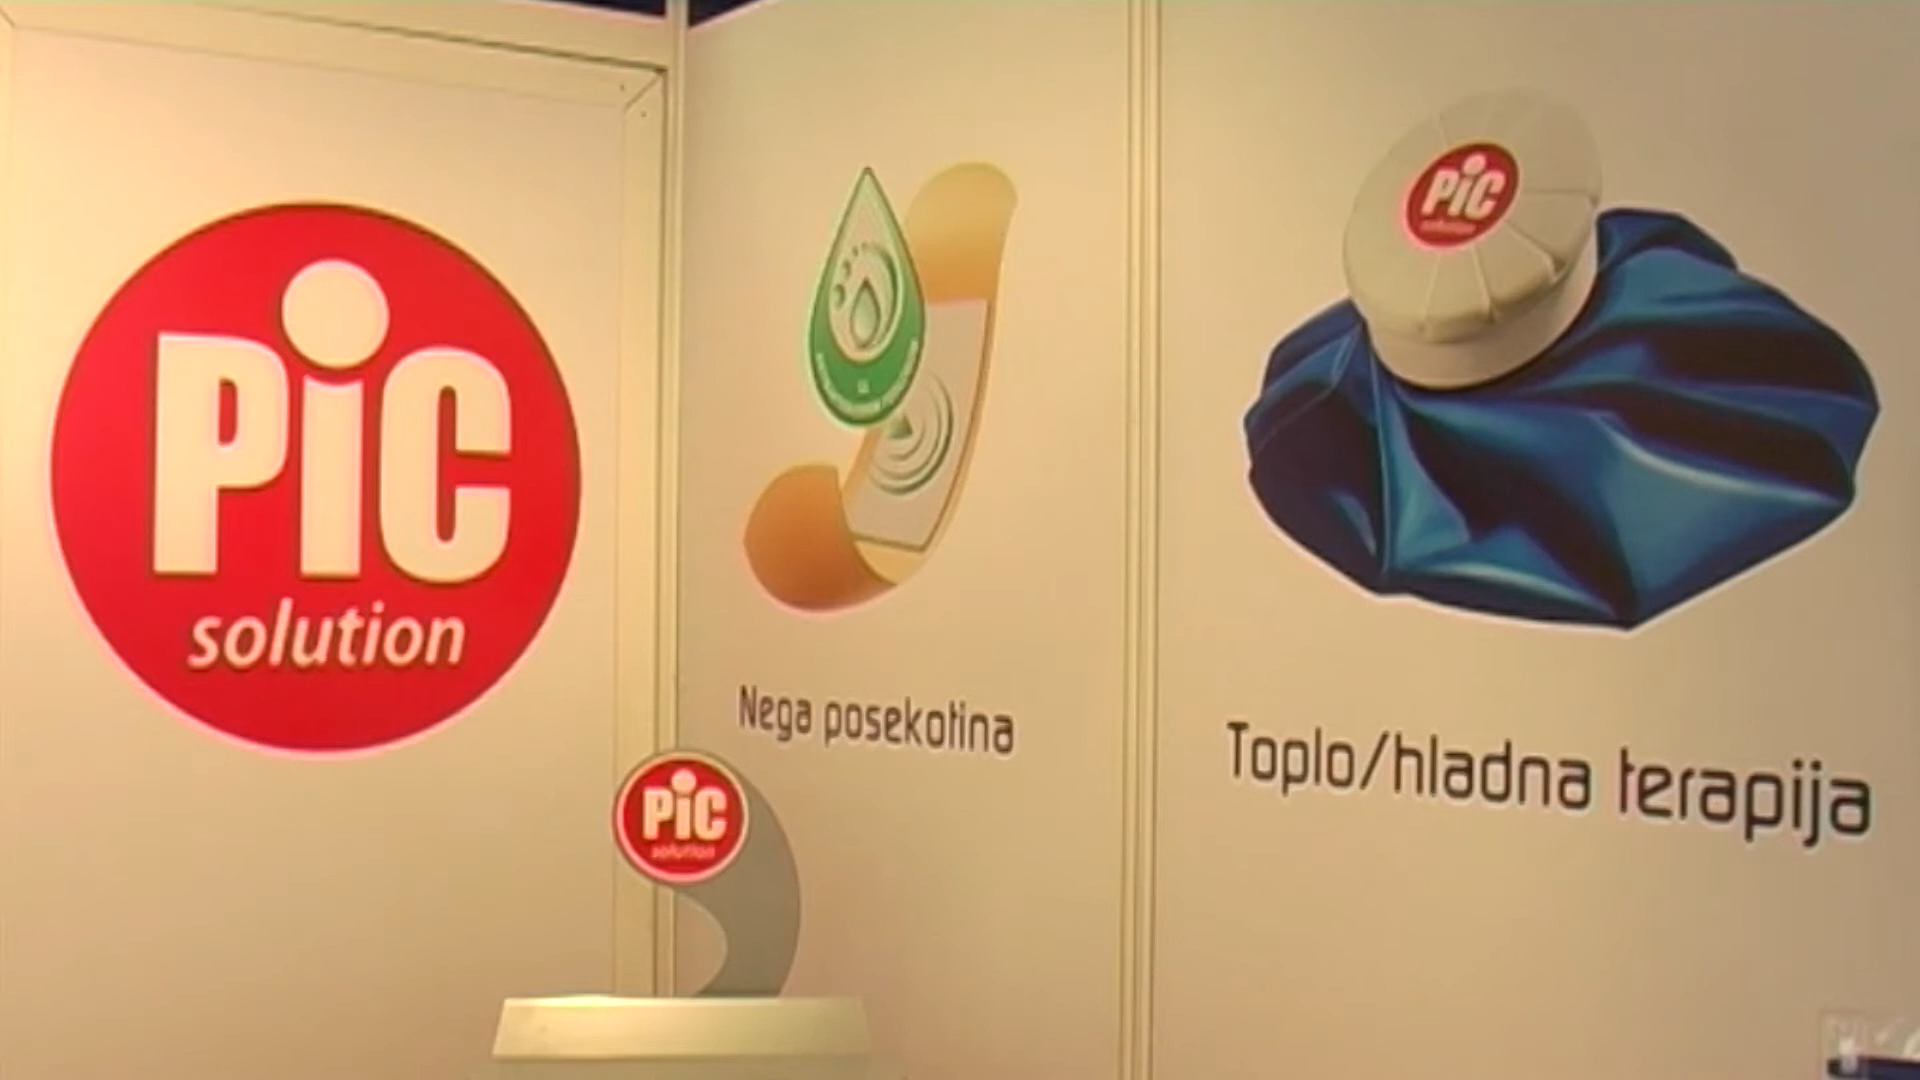 PiC
solution
Nega posekotina
PiC
solution
PiC
solution
Toplo/hladna terapija